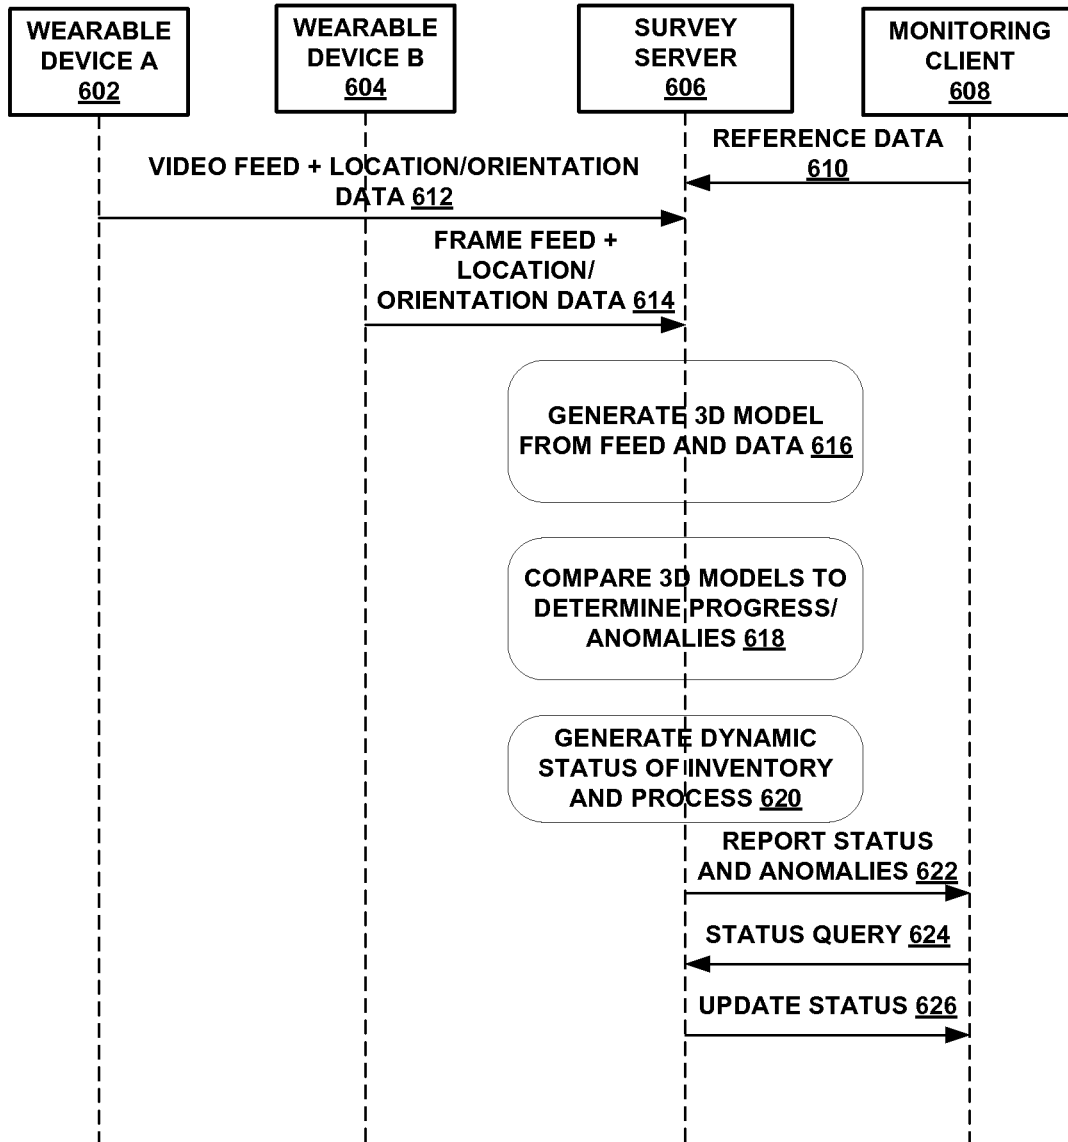 WEARABLE
DEVICE A
602
WEARABLE
DEVICE B
604
SURVEY
SERVER
606
MONITORING
CLIENT
608
REFERENCE DATA
610
VIDEO FEED + LOCATION/ORIENTATION
DATA 612
FRAME FEED +
LOCATION/
ORIENTATION DATA 614
GENERATE 3D MODEL
FROM FEED AND DATA 616
COMPARE 3D MODELS TO
DETERMINE PROGRESS/
ANOMALIES 618
GENERATE DYNAMIC
STATUS OF INVENTORY
AND PROCESS 620
REPORT STATUS
AND ANOMALIES 622
STATUS QUERY 624
UPDATE STATUS 626